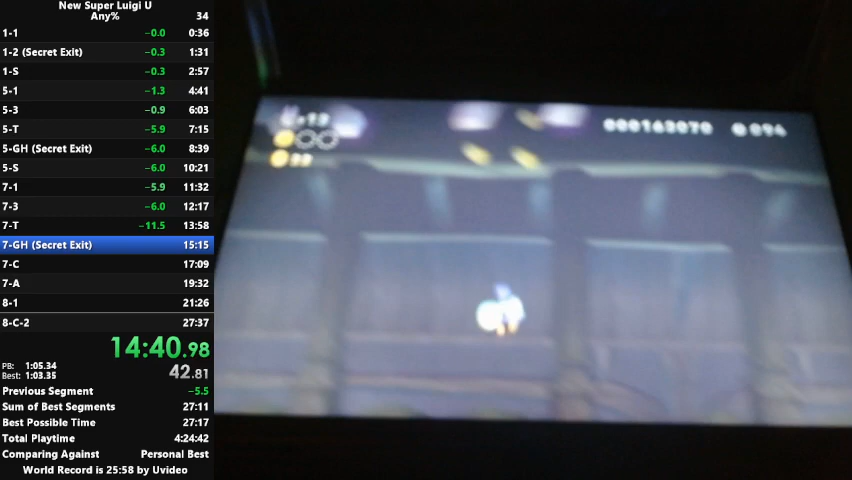 New Super Luigi U
Any% 34
1-1 −0.0 0:36
1-2 (Secret Exit) −0.3 1:31
1-S −0.3 2:57
5-1 −1.3 4:41
5-3 −0.9 6:03
5-T −5.9 7:15
5-GH (Secret Exit) −6.0 8:39
5-S −6.0 10:21
7-1 −5.9 11:32
7-3 −6.0 12:17
7-T −11.5 13:58
7-GH (Secret Exit) 15:15
7-C 17:09
7-A 19:32
8-1 21:26
8-C-2 27:37
14:40.98
PB: 1:05.34
Best: 1:03.35
42.81
Previous Segment −5.5
Sum of Best Segments 27:11
Best Possible Time 27:17
Total Playtime 4:24:42
Comparing Against Personal Best
World Record is 25:58 by Uvideo
000163070 094